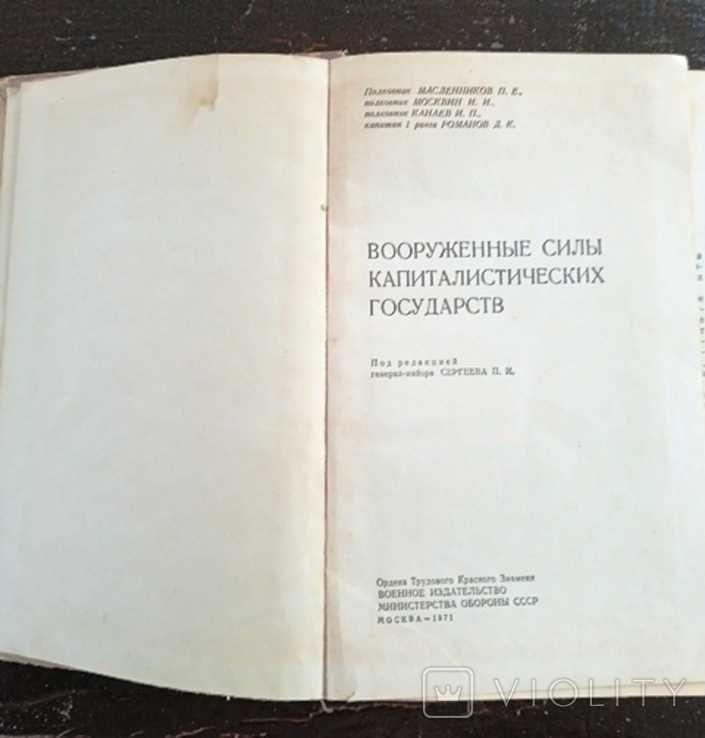 Полковник МАСЛЕННИКОВ П. Е.,
полковник МОСКВИН И. И.,
полковник КАНАЕВ И. П.,
капитан 1 ранга РОМАНОВ Д. К.
ВООРУЖЕННЫЕ СИЛЫ
КАПИТАЛИСТИЧЕСКИХ
ГОСУДАРСТВ
Под редакцией
генерал-майора СЕРГЕЕВА П. И.
Ордена Трудового Красного Знамени
ВОЕННОЕ ИЗДАТЕЛЬСТВО
МИНИСТЕРСТВА ОБОРОНЫ СССР
МОСКВА — 1971
VIOLITY